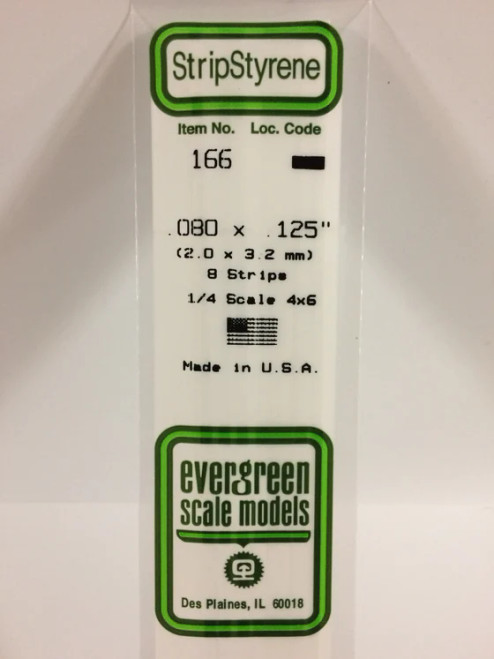 StripStyrene
Item No. Loc. Code
166
.080 x .125"
(2.0 x 3.2 mm)
8 Strips
1/4 Scale 4x6
Made in U.S.A.
evergreen
scale models
Des Plaines, IL 60018